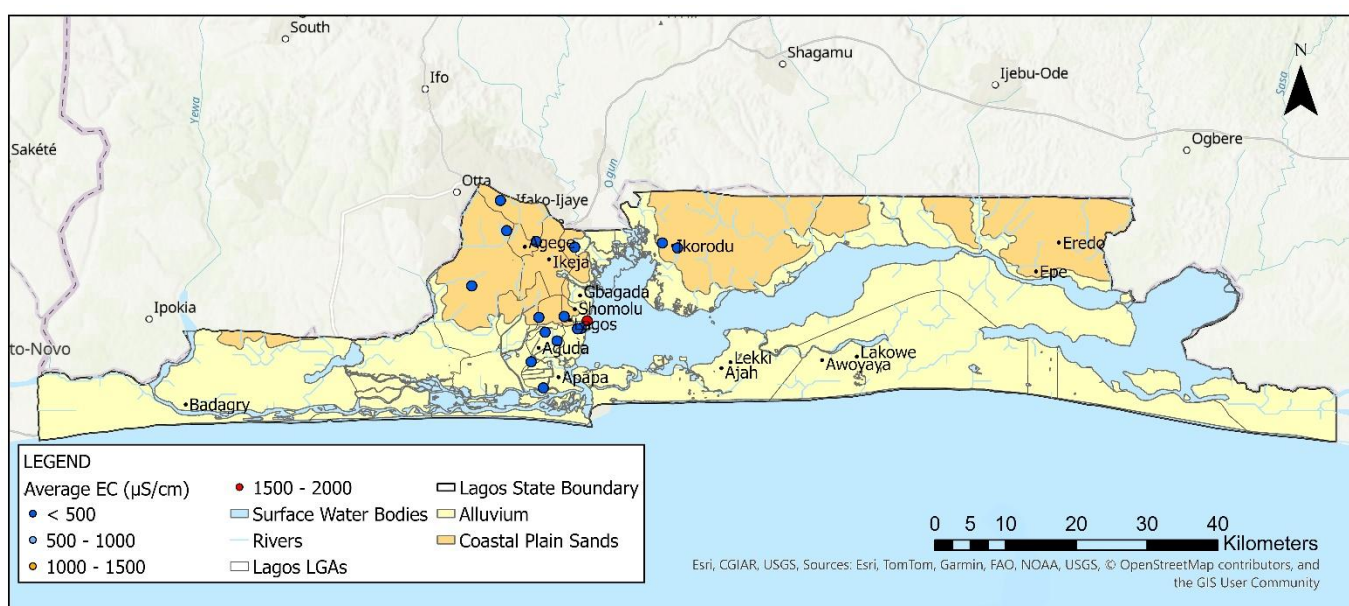 South
Shagamu
N
Ifo
Ijebu-Ode
Yewa
Sasa
Sakété
Ogun
Ogbere
Otta
Ifako-Ijaye
Agege
Ikorodu
Eredo
Ikeja
Epe
Gbagada
Ipokia
Shomolu
Lagos
to-Novo
Aguda
Lekki
Lakowe
Ajah
Awoyaya
Apapa
Badagry
LEGEND
Average EC (µS/cm)
< 500
500 - 1000
1000 - 1500
1500 - 2000
Surface Water Bodies
Rivers
Lagos LGAs
Lagos State Boundary
Alluvium
Coastal Plain Sands
0 5 10 20 30 40
Kilometers
Esri, CGIAR, USGS, Sources: Esri, TomTom, Garmin, FAO, NOAA, USGS, © OpenStreetMap contributors, and
the GIS User Community